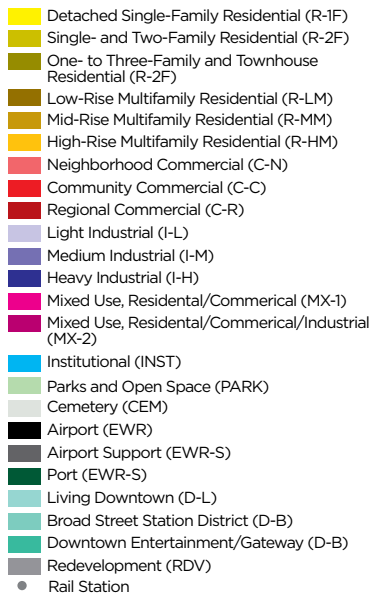 Detached Single-Family Residential (R-1F)
Single- and Two-Family Residential (R-2F)
One- to Three-Family and Townhouse
Residential (R-2F)
Low-Rise Multifamily Residential (R-LM)
Mid-Rise Multifamily Residential (R-MM)
High-Rise Multifamily Residential (R-HM)
Neighborhood Commercial (C-N)
Community Commercial (C-C)
Regional Commercial (C-R)
Light Industrial (I-L)
Medium Industrial (I-M)
Heavy Industrial (I-H)
Mixed Use, Residental/Commerical (MX-1)
Mixed Use, Residental/Commerical/Industrial
(MX-2)
Institutional (INST)
Parks and Open Space (PARK)
Cemetery (CEM)
Airport (EWR)
Airport Support (EWR-S)
Port (EWR-S)
Living Downtown (D-L)
Broad Street Station District (D-B)
Downtown Entertainment/Gateway (D-B)
Redevelopment (RDV)
Rail Station